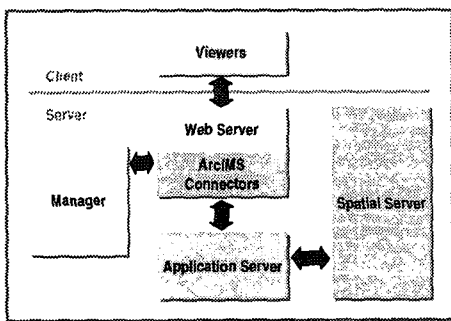 Viewers
Client
Server
Web Server
ArcIMS
Connectors
Manager
Spatial Server
Application Server